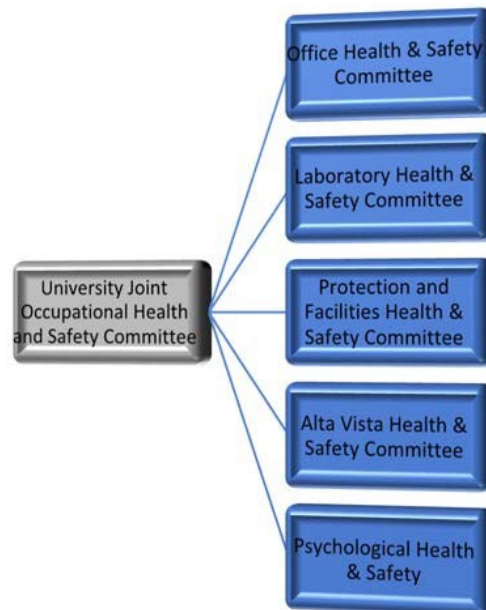 Office Health & Safety
Committee
Laboratory Health &
Safety Committee
University Joint
Occupational Health
and Safety Committee
Protection and
Facilities Health &
Safety Committee
Alta Vista Health &
Safety Committee
Psychological Health
& Safety